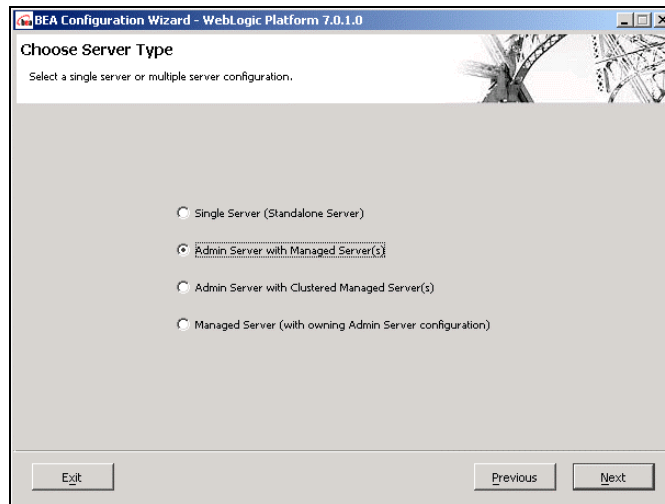 BEA Configuration Wizard - WebLogic Platform 7.0.1.0
Choose Server Type
Select a single server or multiple server configuration.
Single Server (Standalone Server)
Admin Server with Managed Server(s)
Admin Server with Clustered Managed Server(s)
Managed Server (with owning Admin Server configuration)
Exit
Previous
Next